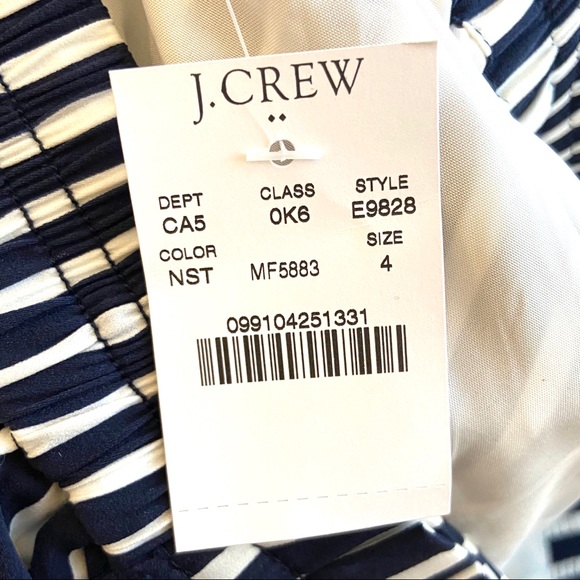 J.CREW
DEPT CLASS STYLE
CA5 0K6 E9828
COLOR SIZE
NST MF5883 4
099104251331